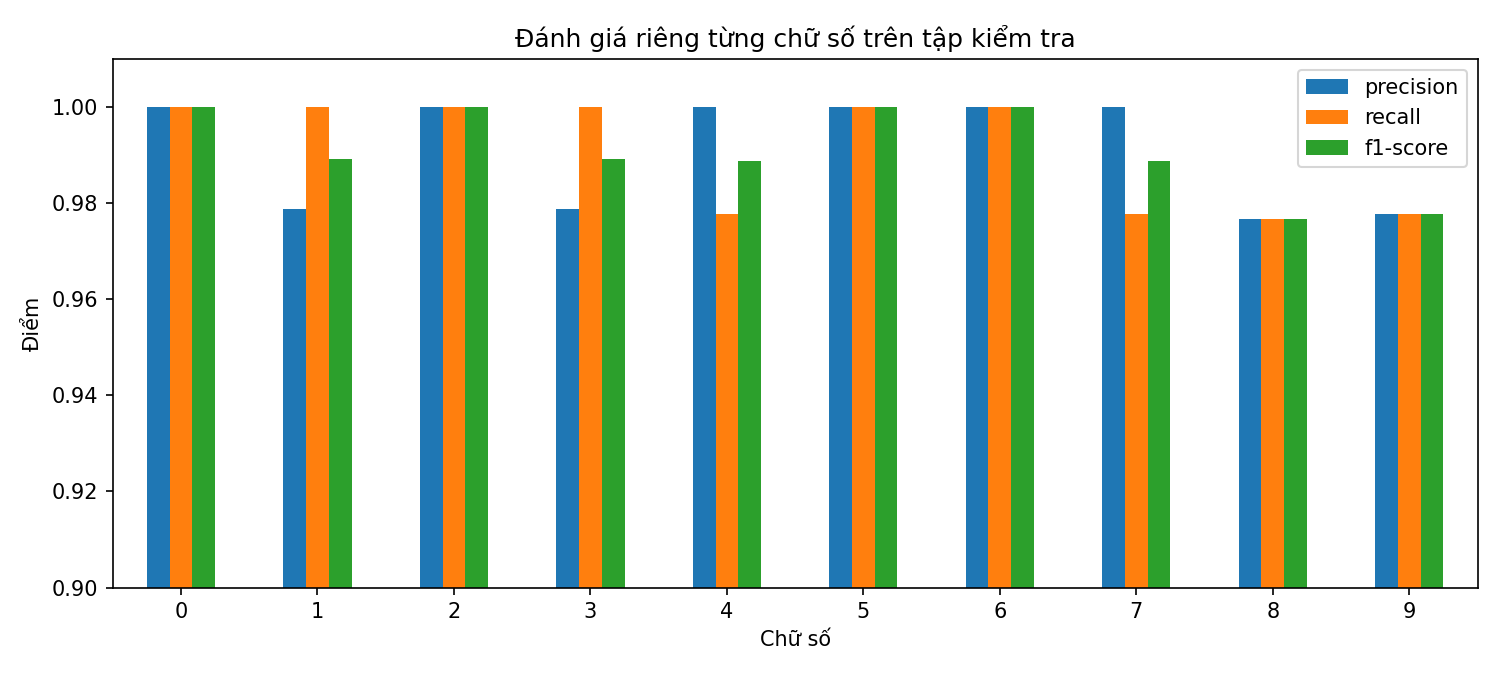 Đánh giá riêng từng chữ số trên tập kiểm tra
precision
recall
f1-score
Điểm
1.00
0.98
0.96
0.94
0.92
0.90
0 1 2 3 4 5 6 7 8 9
Chữ số